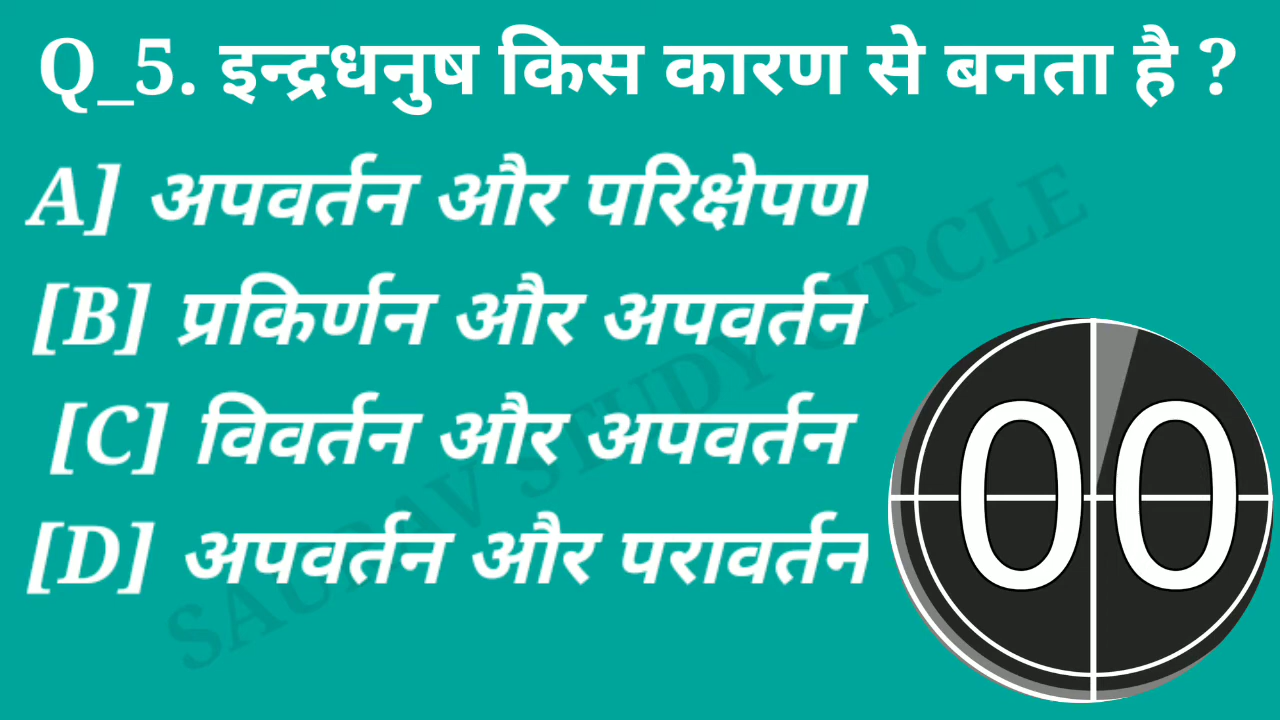 Q_5. इन्द्रधनुष किस कारण से बनता है ?
A] अपवर्तन और परिक्षेपण
[B] प्रकिर्णन और अपवर्तन
[C] विवर्तन और अपवर्तन
[D] अपवर्तन और परावर्तन
00
SAURAV STUDY CIRCLE